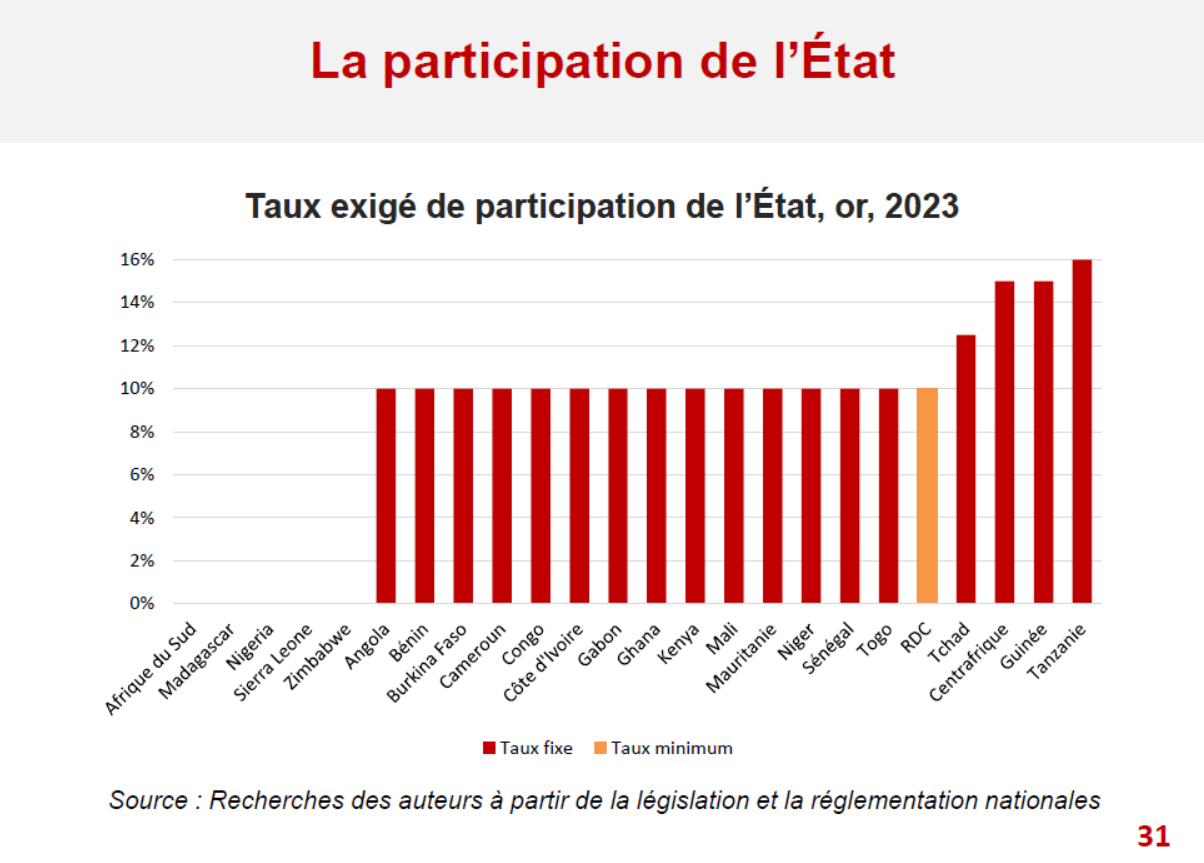 La participation de l’État
Taux exigé de participation de l’État, or, 2023
16%
14%
12%
10%
8%
6%
4%
2%
0%
Afrique du Sud
Madagascar
Nigeria
Sierra Leone
Zimbabwe
Angola
Bénin
Burkina Faso
Cameroun
Congo
Côte d'Ivoire
Gabon
Ghana
Kenya
Mali
Mauritanie
Niger
Sénégal
Togo
RDC
Tchad
Centrafrique
Guinée
Tanzanie
Taux fixe
Taux minimum
Source : Recherches des auteurs à partir de la législation et la réglementation nationales
31